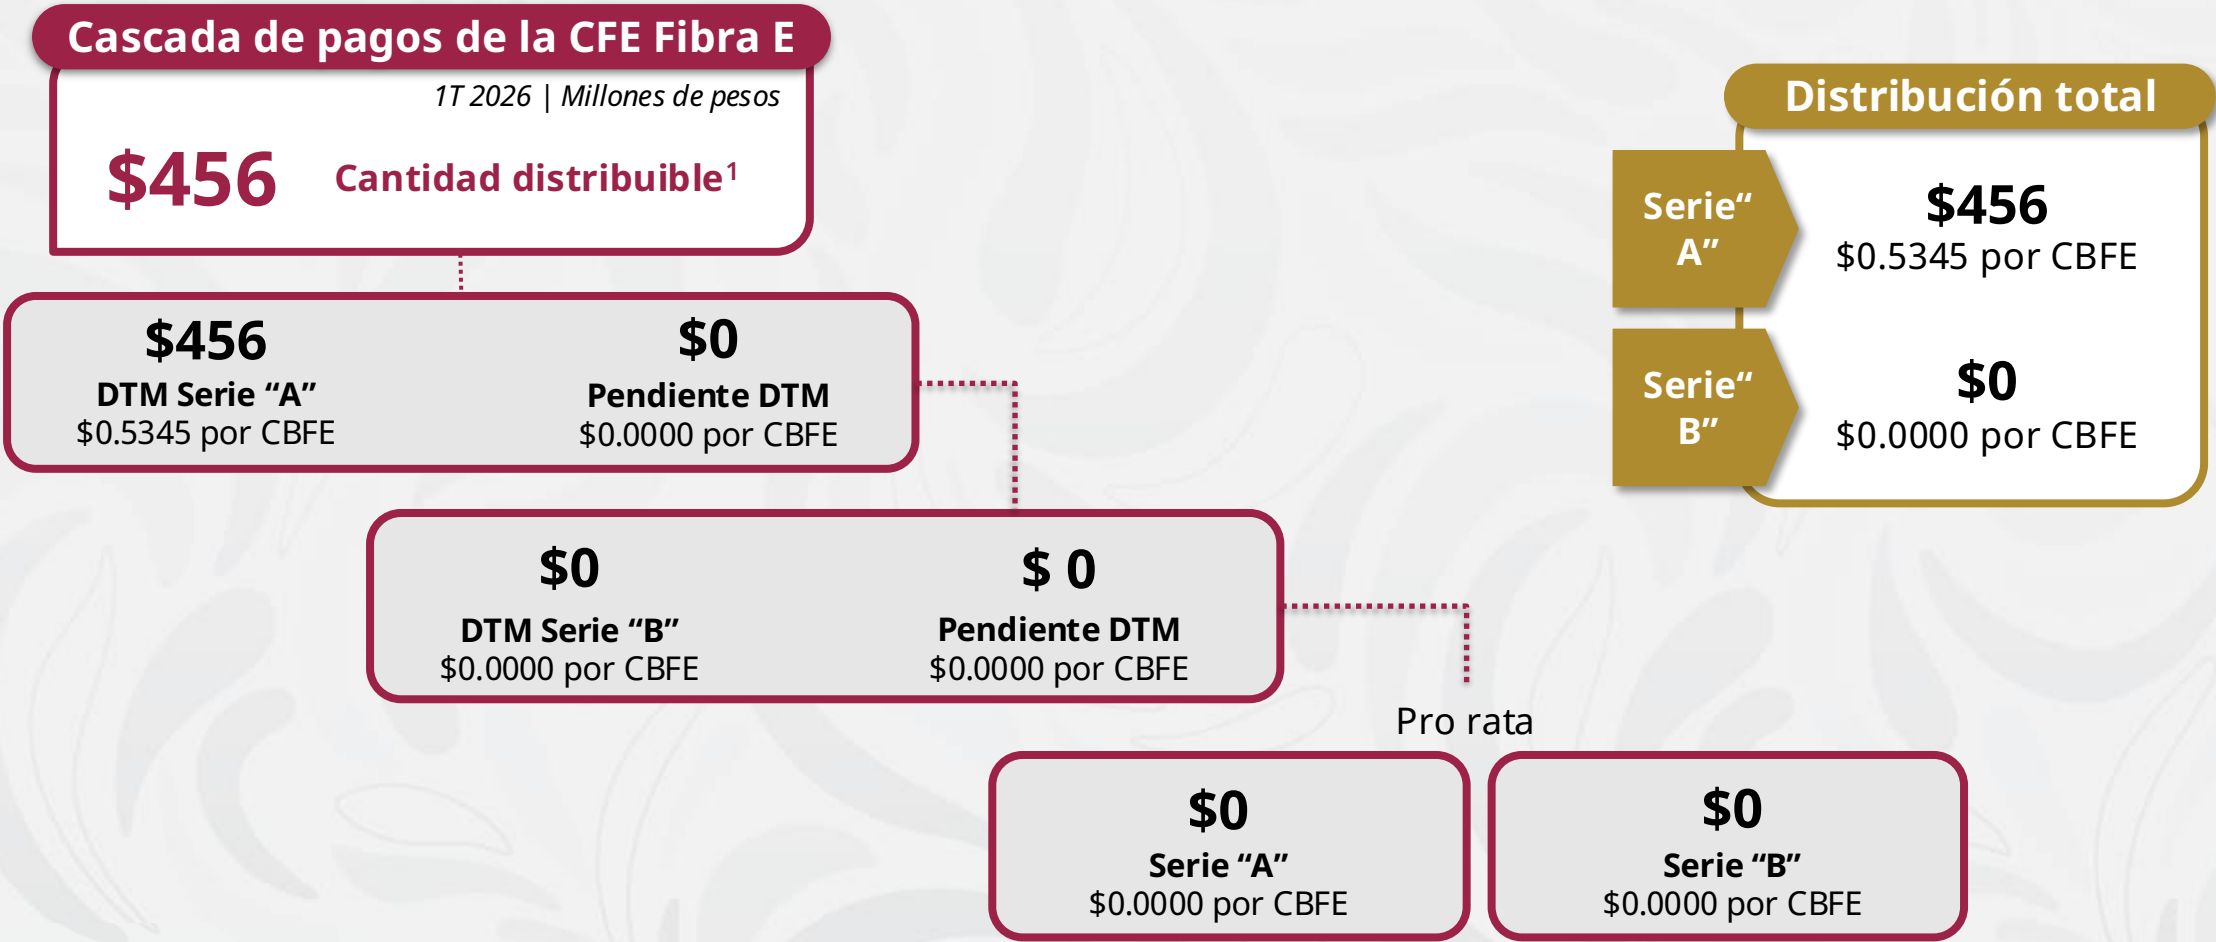 Cascada de pagos de la CFE Fibra E
1T 2026 | Millones de pesos
$456
Cantidad distribuible¹
$456
DTM Serie “A”
$0.5345 por CBFE
$0
Pendiente DTM
$0.0000 por CBFE
$0
DTM Serie “B”
$0.0000 por CBFE
$ 0
Pendiente DTM
$0.0000 por CBFE
Pro rata
$0
Serie “A”
$0.0000 por CBFE
$0
Serie “B”
$0.0000 por CBFE
Distribución total
Serie“
A”
$456
$0.5345 por CBFE
Serie“
B”
$0
$0.0000 por CBFE